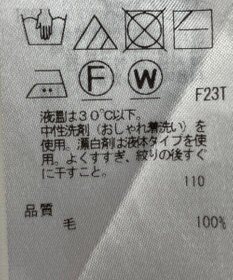 F
W
F23T
液温は30℃以下。
中性洗剤（おしゃれ着洗い）を
使用。漂白剤は液体タイプを使
用。よくすすぎ、絞りの後すぐ
に干すこと。
110
品質
毛 100%